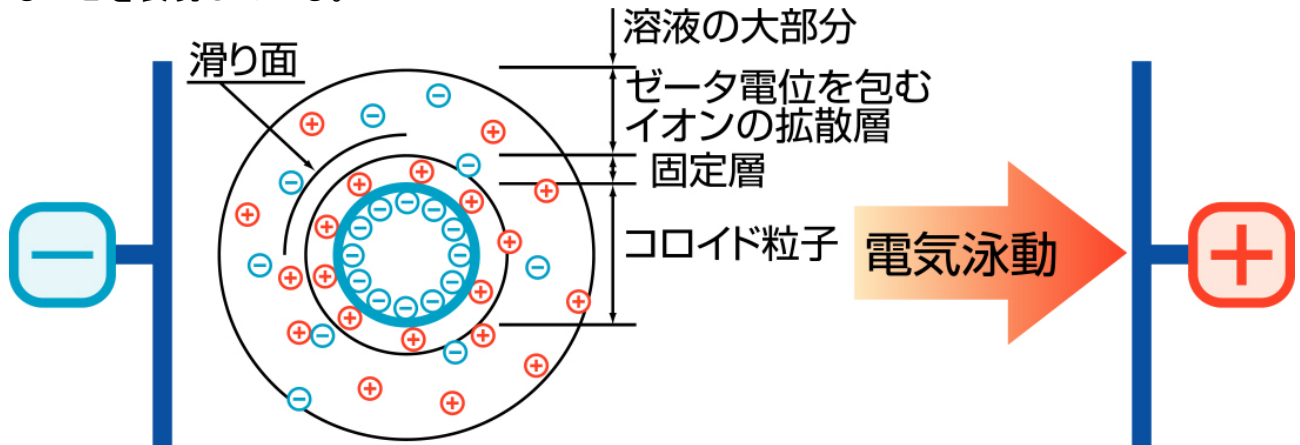 溶液の大部分
滑り面
ゼータ電位を包む
イオンの拡散層
固定層
コロイド粒子
電気泳動